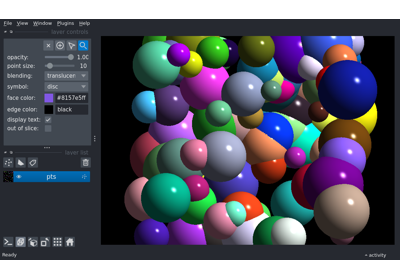 File View Window Plugins Help
layer controls
opacity: 1.00
point size: 10
blending: translucen
symbol: disc
face color: #8157e5ff
edge color: black
display text: ✓
out of slice:
layer list
pts
Ready
activity